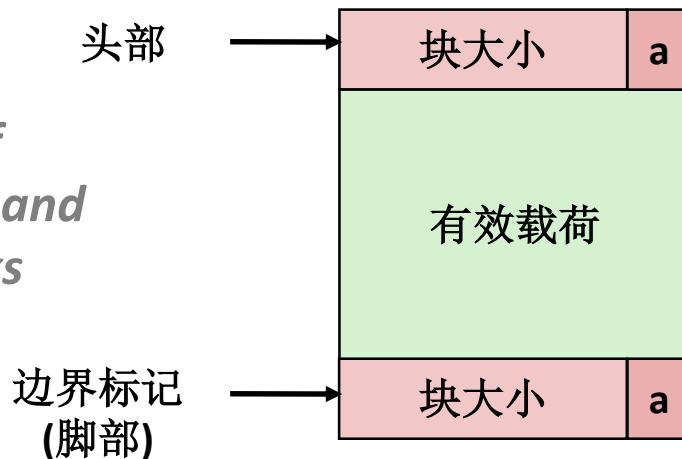 头部
块大小 a
and
有效载荷
边界标记
(脚部)
块大小 a